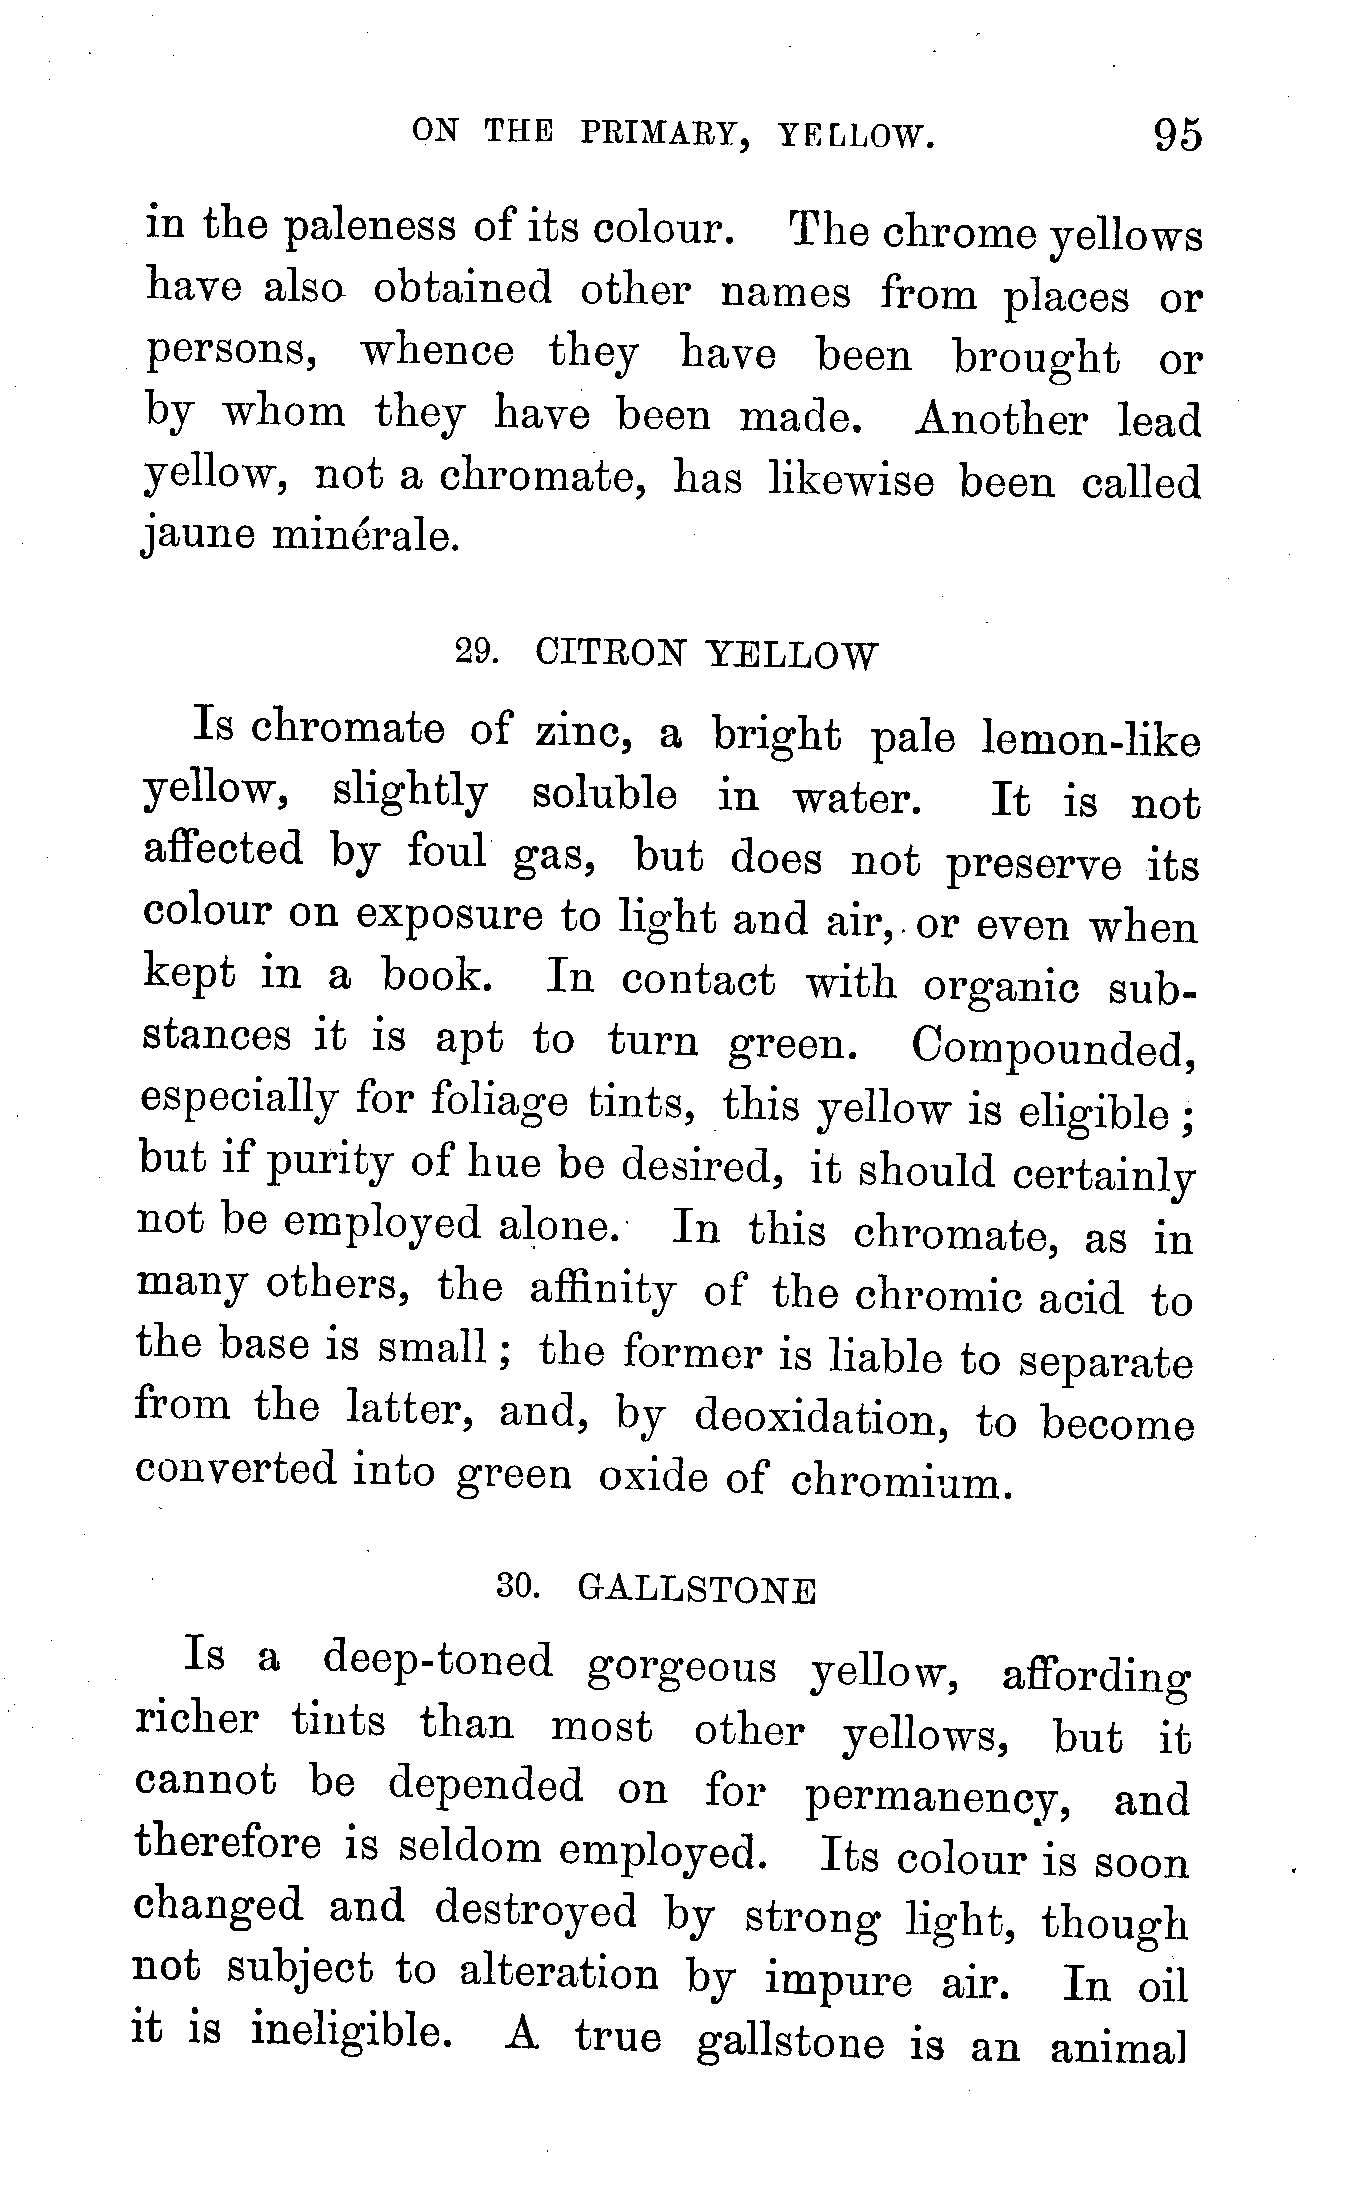 ON THE PRIMARY, YELLOW. 95
in the paleness of its colour. The chrome yellows
have also obtained other names from places or
persons, whence they have been brought or
by whom they have been made. Another lead
yellow, not a chromate, has likewise been called
jaune minérale.
29. CITRON YELLOW
Is chromate of zinc, a bright pale lemon-like
yellow, slightly soluble in water. It is not
affected by foul gas, but does not preserve its
colour on exposure to light and air, or even when
kept in a book. In contact with organic sub-
stances it is apt to turn green. Compounded,
especially for foliage tints, this yellow is eligible ;
but if purity of hue be desired, it should certainly
not be employed alone. In this chromate, as in
many others, the affinity of the chromic acid to
the base is small ; the former is liable to separate
from the latter, and, by deoxidation, to become
converted into green oxide of chromium.
30. GALLSTONE
Is a deep-toned gorgeous yellow, affording
richer tints than most other yellows, but it
cannot be depended on for permanency, and
therefore is seldom employed. Its colour is soon
changed and destroyed by strong light, though
not subject to alteration by impure air. In oil
it is ineligible. A true gallstone is an animal